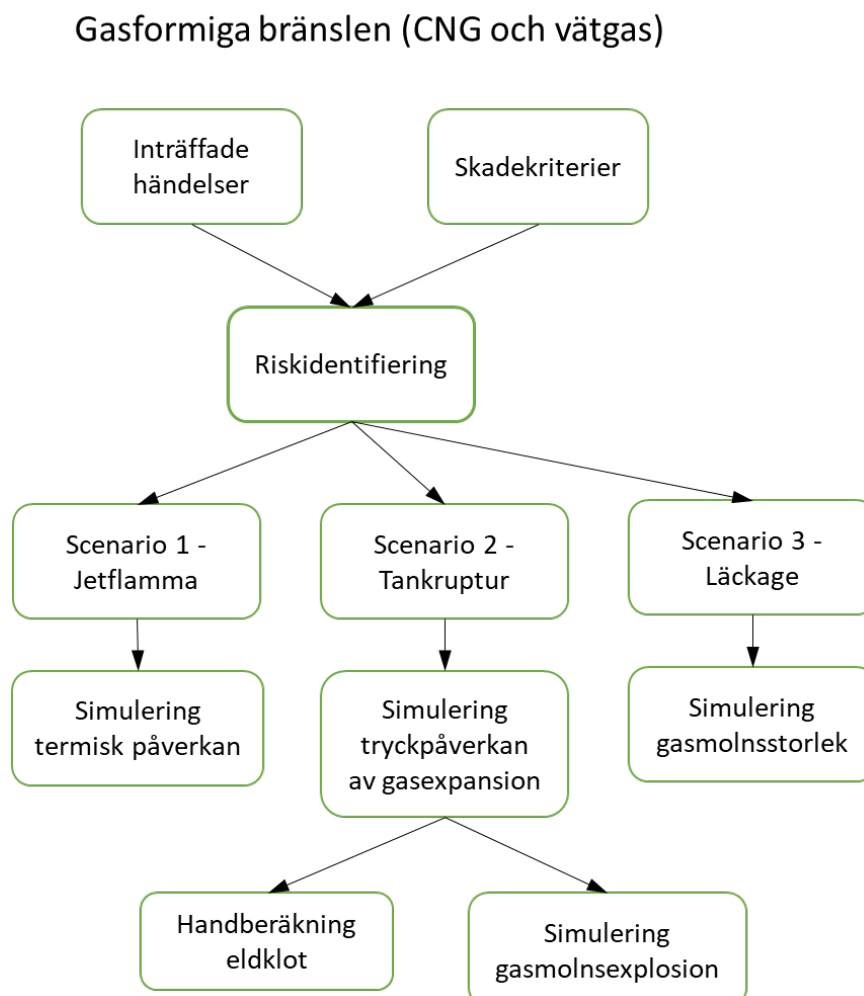 Gasformiga bränslen (CNG och vätgas)
Inträffade
händelser
Skadekriterier
Riskidentifiering
Scenario 1 -
Jetflamma
Scenario 2 -
Tankruptur
Scenario 3 -
Läckage
Simulering
termisk påverkan
Simulering
tryckpåverkan
av gasexpansion
Simulering
gasmolnsstorlek
Handberäkning
eldklot
Simulering
gasmolnsexplosion